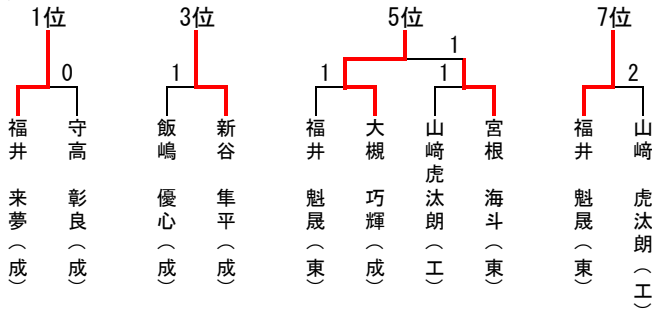 1位
3位
5位
7位
0
1
1
1
1
2
福井 来夢(成)
守高 彰良(成)
飯嶋 優心(成)
新谷 隼平(成)
福井 魁晟(東)
大槻 巧輝(成)
山﨑虎汰朗(工)
宮根 海斗(東)
福井 魁晟(東)
山﨑 虎汰朗(工)